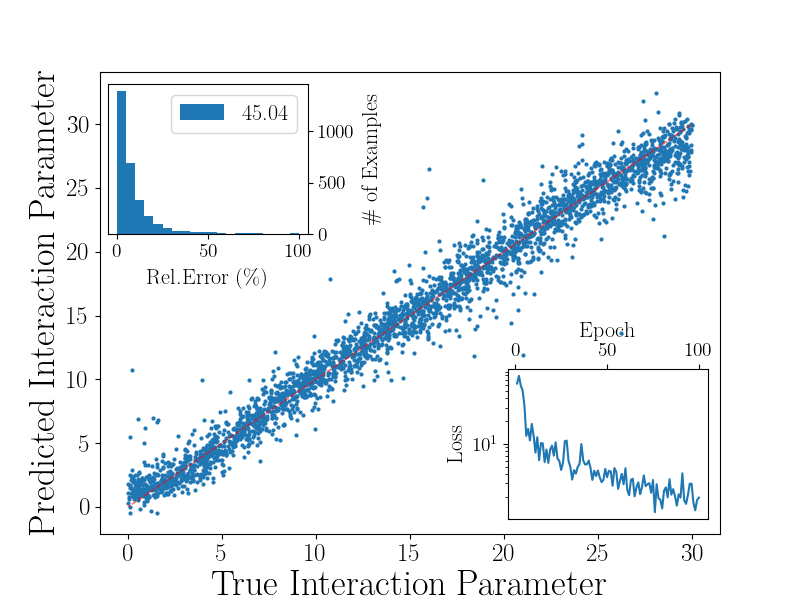 45.04
# of Examples
1000
500
0
0 50 100
Rel.Error (%)
Predicted Interaction Parameter
30
25
20
15
10
5
0
Epoch
0 50 100
Loss
10¹
0 5 10 15 20 25 30
True Interaction Parameter